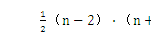 ½ (n − 2) · (n +